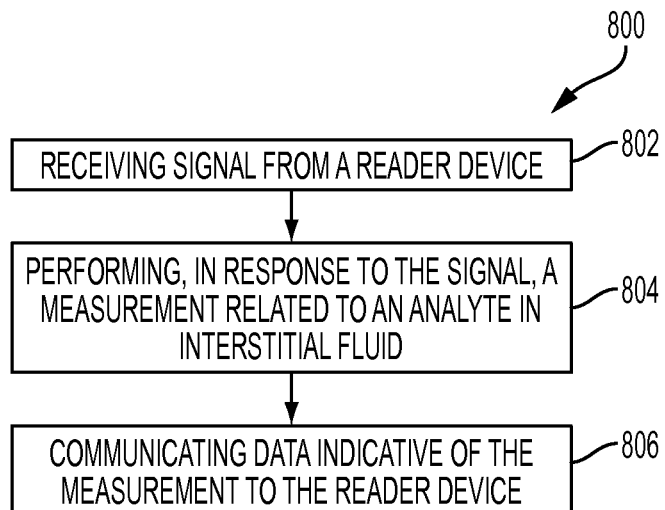 800
RECEIVING SIGNAL FROM A READER DEVICE
802
PERFORMING, IN RESPONSE TO THE SIGNAL, A
MEASUREMENT RELATED TO AN ANALYTE IN
INTERSTITIAL FLUID
804
COMMUNICATING DATA INDICATIVE OF THE
MEASUREMENT TO THE READER DEVICE
806